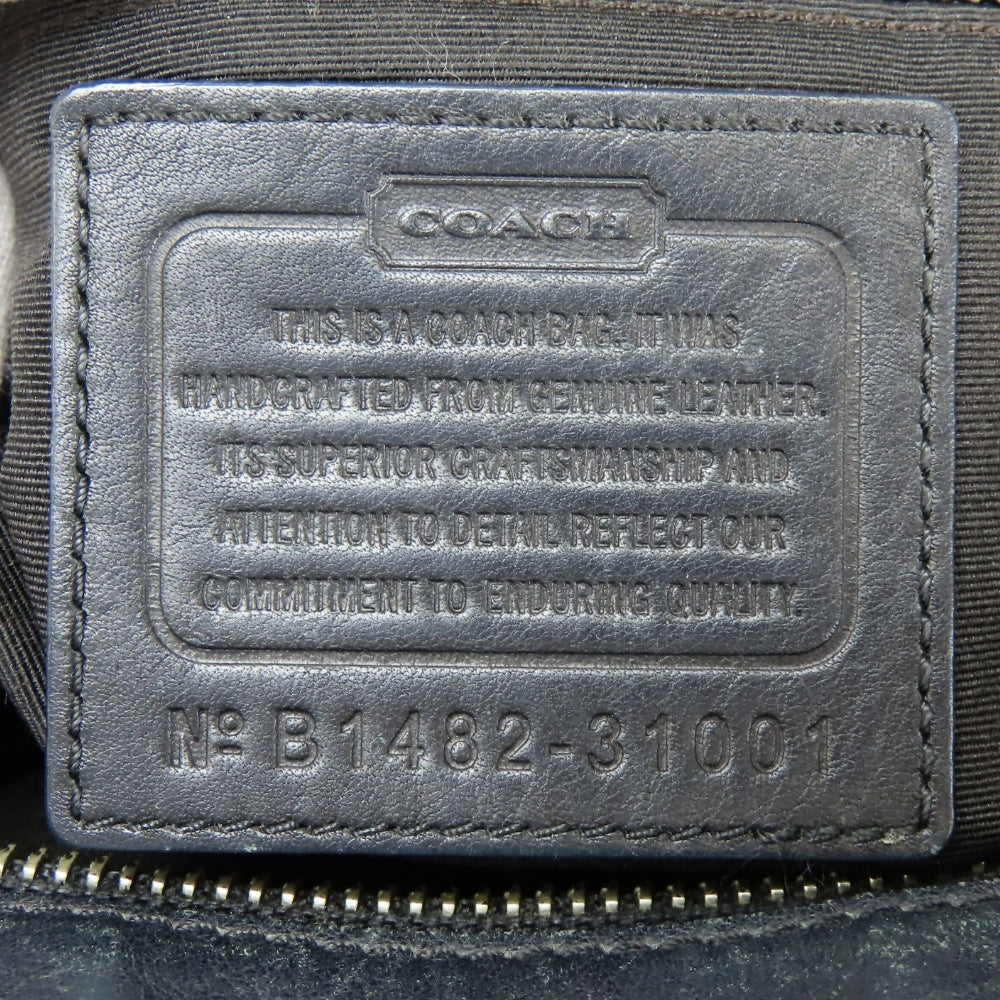 COACH
THIS IS A COACH BAG. IT WAS
HANDCRAFTED FROM GENUINE LEATHER.
ITS SUPERIOR CRAFTSMANSHIP AND
ATTENTION TO DETAIL REFLECT OUR
COMMITMENT TO ENDURING QUALITY.
Nº B1482-31001